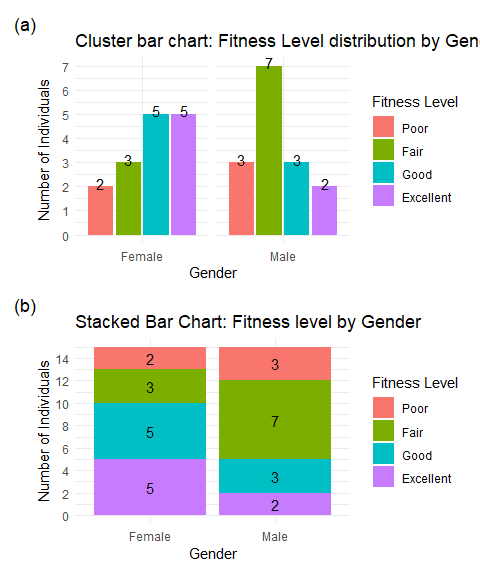 (a)
Cluster bar chart: Fitness Level distribution by Gen
Number of Individuals
7
6
5
4
3
2
1
0
2
3
5
5
3
7
3
2
Female
Male
Gender
Fitness Level
Poor
Fair
Good
Excellent
(b)
Stacked Bar Chart: Fitness level by Gender
Number of Individuals
14
12
10
8
6
4
2
0
2
3
5
5
3
7
3
2
Female
Male
Gender
Fitness Level
Poor
Fair
Good
Excellent